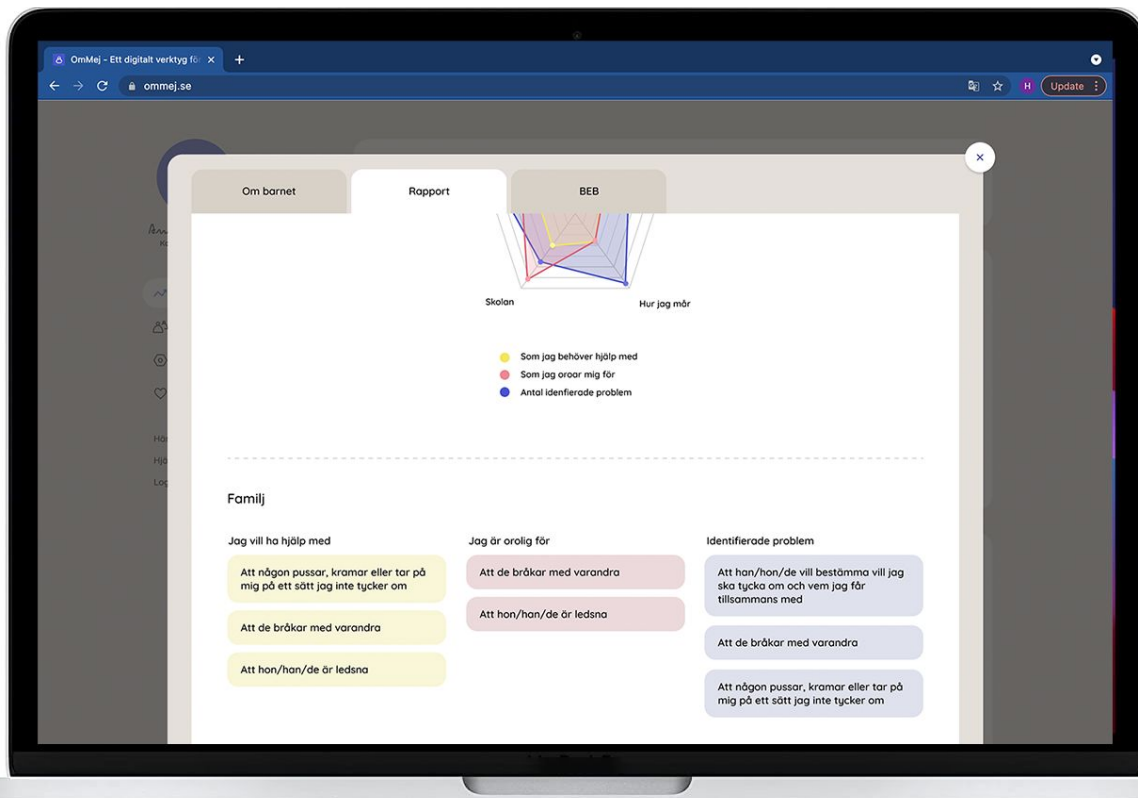 OmMej - Ett digitalt verktyg för
ommej.se
H
Update
Om barnet
Rapport
BEB
Skolan
Hur jag mår
Som jag behöver hjälp med
Som jag oroar mig för
Antal idenfierade problem
Familj
Jag vill ha hjälp med
Att någon pussar, kramar eller tar på
mig på ett sätt jag inte tycker om
Att de bråkar med varandra
Att hon/han/de är ledsna
Jag är orolig för
Att de bråkar med varandra
Att hon/han/de är ledsna
Identifierade problem
Att han/hon/de vill bestämma vill jag
ska tycka om och vem jag får
tillsammans med
Att de bråkar med varandra
Att någon pussar, kramar eller tar på
mig på ett sätt jag inte tycker om